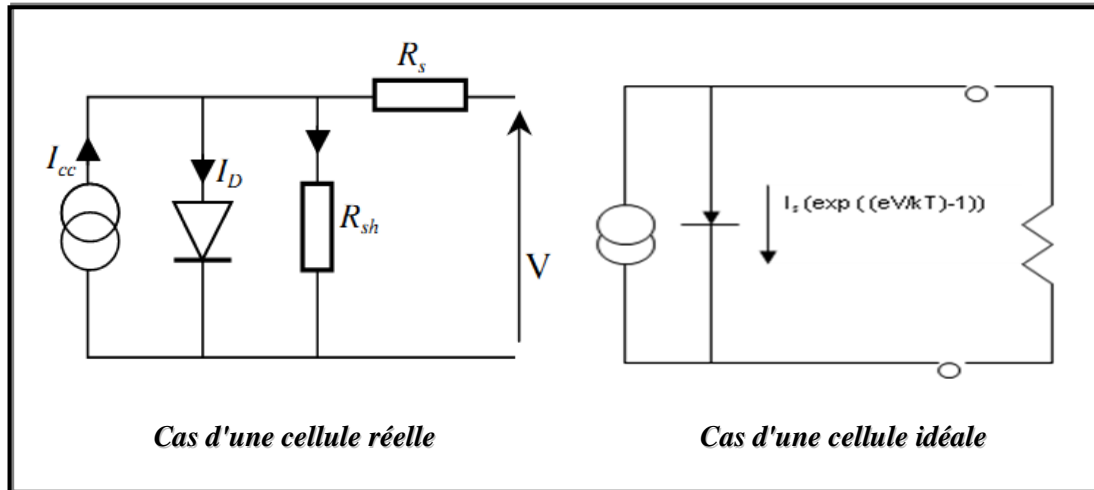 R_s
I_cc
I_D
R_sh
V
I_s (exp ((eV/kT)-1))
Cas d'une cellule réelle
Cas d'une cellule idéale